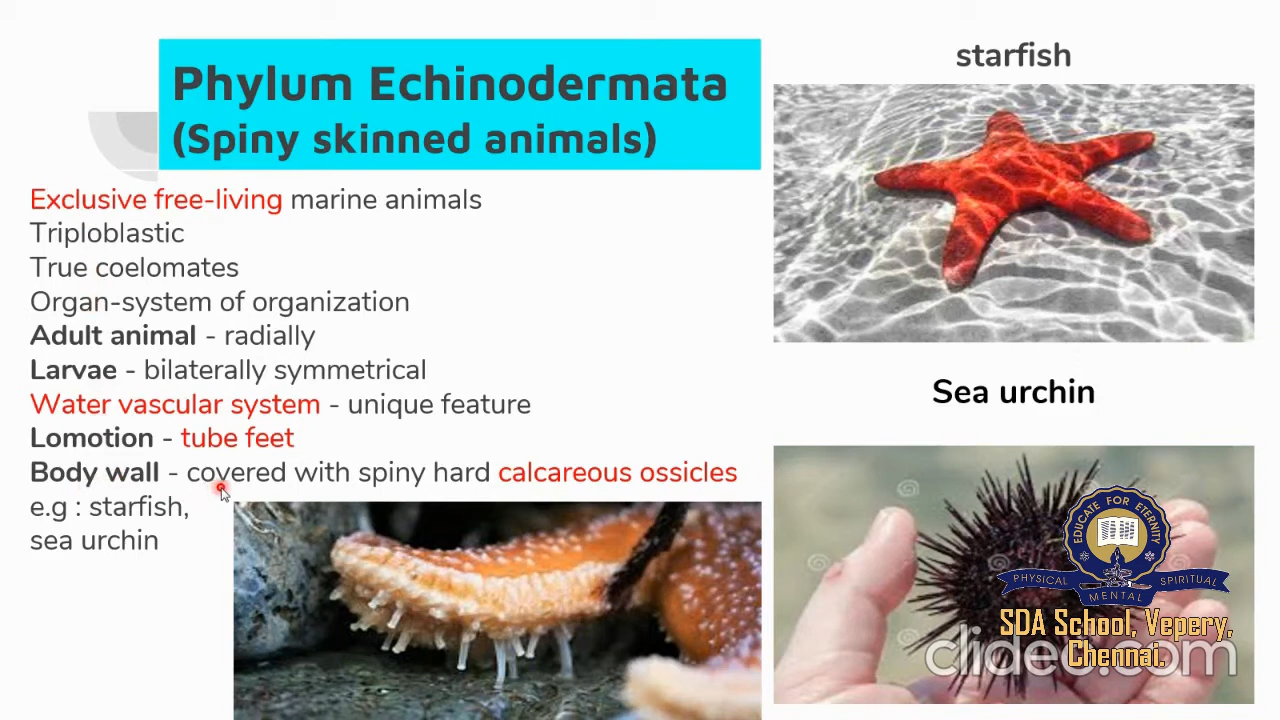 Phylum Echinodermata
(Spiny skinned animals)
Exclusive free-living marine animals
Triploblastic
True coelomates
Organ-system of organization
Adult animal - radially
Larvae - bilaterally symmetrical
Water vascular system - unique feature
Lomotion - tube feet
Body wall - covered with spiny hard calcareous ossicles
e.g : starfish,
sea urchin
starfish
Sea urchin
EDUCATE FOR ETERNITY
PHYSICAL MENTAL SPIRITUAL
SDA School, Vepery,
Chennai.
clideo.com